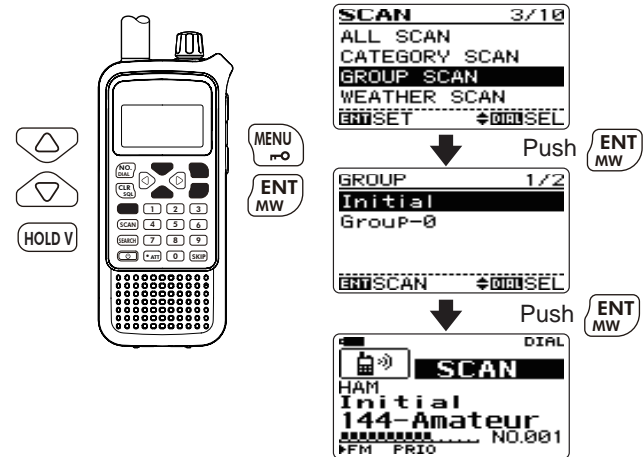 MENU
ENT
MW
HOLD V
NO.
DIAL
CLR
SQL
1 2 3
SCAN 4 5 6
SEARCH 7 8 9
• ATT 0 SKIP
SCAN 3/10
ALL SCAN
CATEGORY SCAN
GROUP SCAN
WEATHER SCAN
ENT SET DIAL SEL
Push ENT
MW
GROUP 1/2
Initial
Group-0
ENT SCAN DIAL SEL
Push ENT
MW
DIAL
SCAN
HAM
Initial
144-Amateur
NO.001
FM PRIO